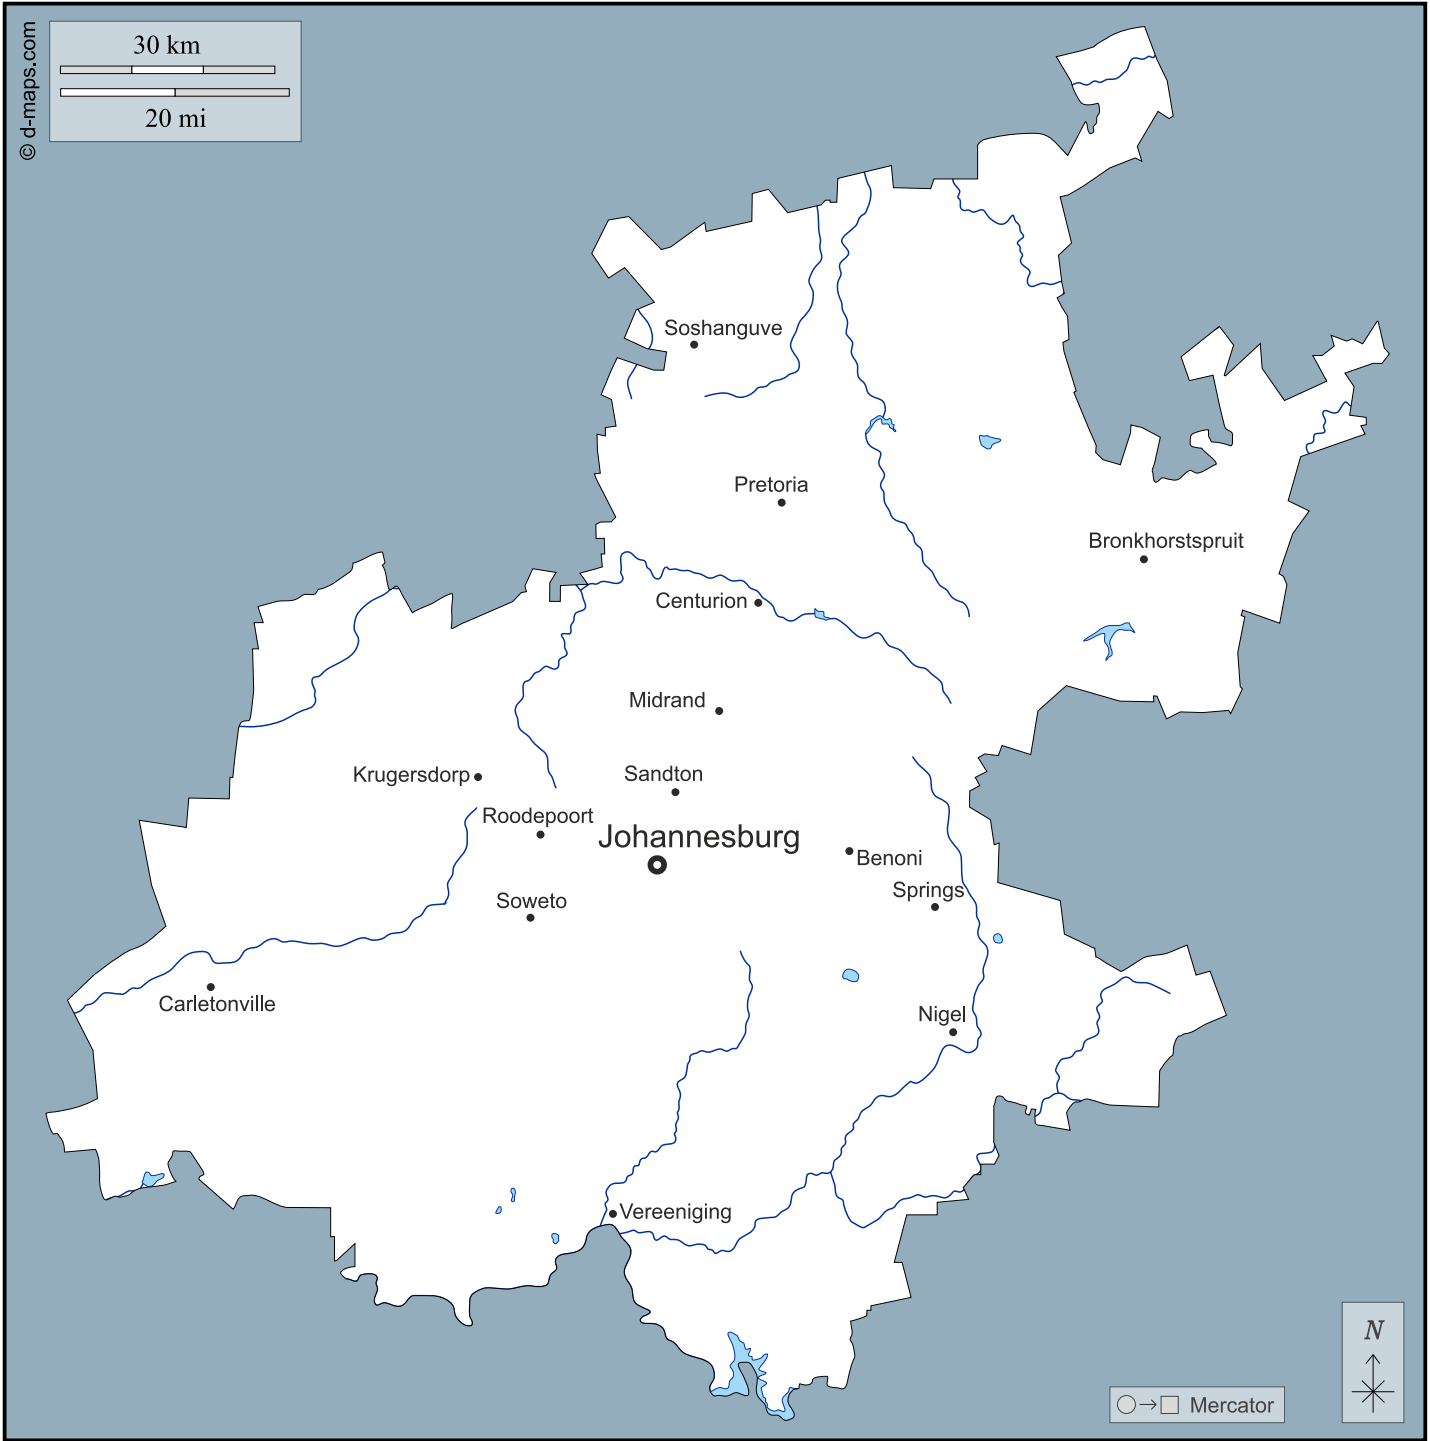 © d-maps.com
30 km
20 mi
Soshanguve
Pretoria
Bronkhorstspruit
Centurion
Midrand
Krugersdorp
Sandton
Roodepoort
Johannesburg
Benoni
Springs
Soweto
Carletonville
Nigel
Vereeniging
N
Mercator